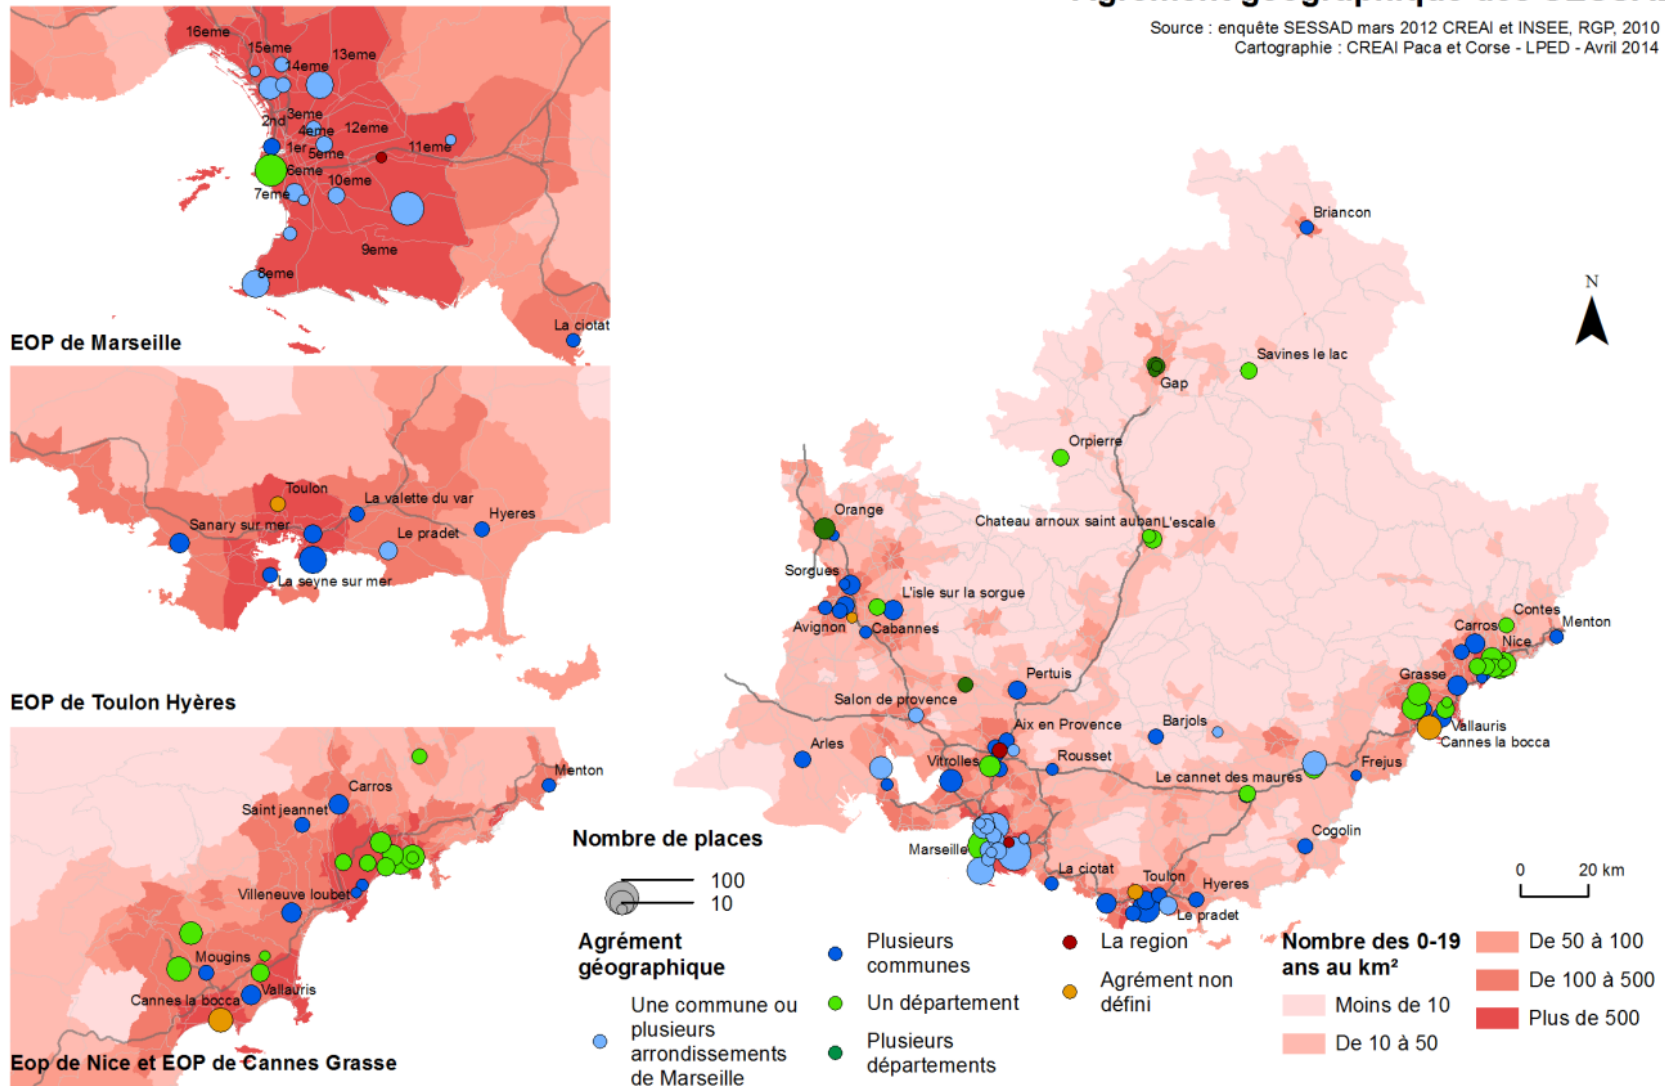 Source : enquête SESSAD mars 2012 CREAI et INSEE, RGP, 2010
Cartographie : CREAI Paca et Corse - LPED - Avril 2014
16eme
15eme
13eme
14eme
3eme
2nd
4eme
12eme
1er
5eme
11eme
6eme
10eme
7eme
9eme
8eme
La ciotat
EOP de Marseille
Toulon
La valette du var
Sanary sur mer
Hyeres
Le pradet
La seyne sur mer
EOP de Toulon Hyères
Menton
Carros
Saint jeannet
Villeneuve loubet
Mougins
Vallauris
Cannes la bocca
Eop de Nice et EOP de Cannes Grasse
Briancon
N
Savines le lac
Gap
Orpierre
Orange
Chateau arnoux saint auban
L'escale
Sorgues
L'isle sur la sorgue
Avignon
Cabannes
Contes
Carros
Menton
Nice
Grasse
Pertuis
Salon de provence
Aix en Provence
Barjols
Vallauris
Cannes la bocca
Arles
Vitrolles
Rousset
Le cannet des maures
Frejus
Cogolin
Marseille
La ciotat
Toulon
Hyeres
Le pradet
0 20 km
Nombre de places
100
10
Agrément
géographique
Une commune ou
plusieurs
arrondissements
de Marseille
Plusieurs
communes
Un département
Plusieurs
départements
La region
Agrément non
défini
Nombre des 0-19
ans au km²
Moins de 10
De 10 à 50
De 50 à 100
De 100 à 500
Plus de 500